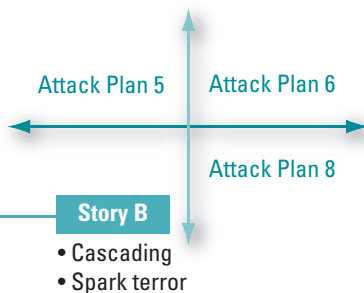 Attack Plan 5
Attack Plan 6
Attack Plan 8
Story B
• Cascading
• Spark terror